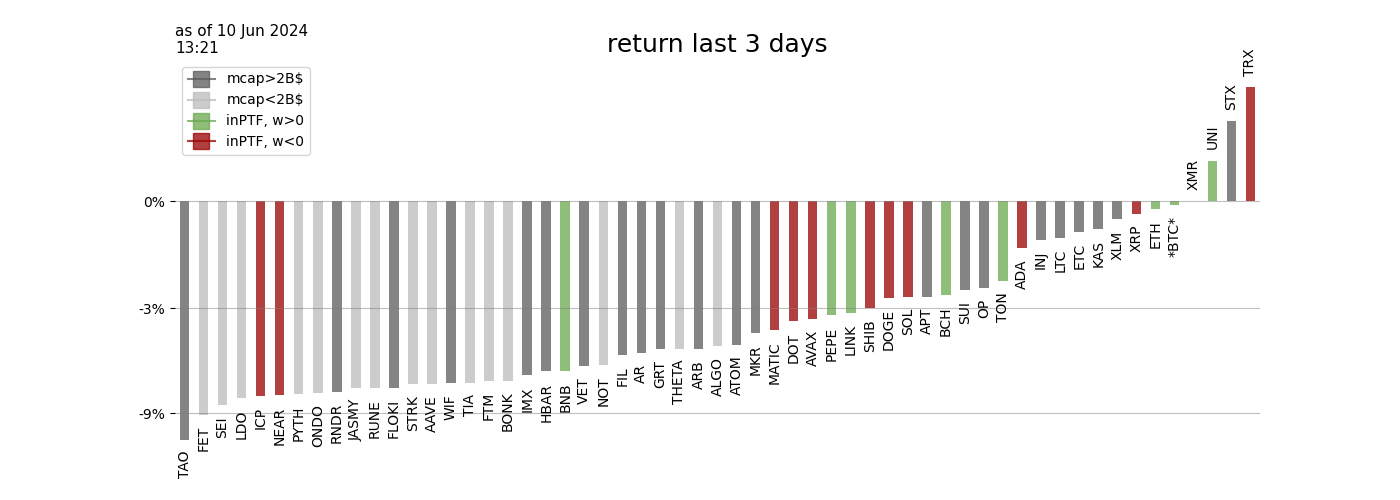 as of 10 Jun 2024
13:21
return last 3 days
mcap>2B$
mcap<2B$
inPTF, w>0
inPTF, w<0
0%
-3%
-9%
TAO
FET
SEI
LDO
ICP
NEAR
PYTH
ONDO
RNDR
JASMY
RUNE
FLOKI
STRK
AAVE
WIF
TIA
FTM
BONK
IMX
HBAR
BNB
VET
NOT
FIL
AR
GRT
THETA
ARB
ALGO
ATOM
MKR
MATIC
DOT
AVAX
PEPE
LINK
SHIB
DOGE
SOL
APT
BCH
SUI
OP
TON
ADA
INJ
LTC
ETC
KAS
XLM
XRP
ETH
*BTC*
XMR
UNI
STX
TRX